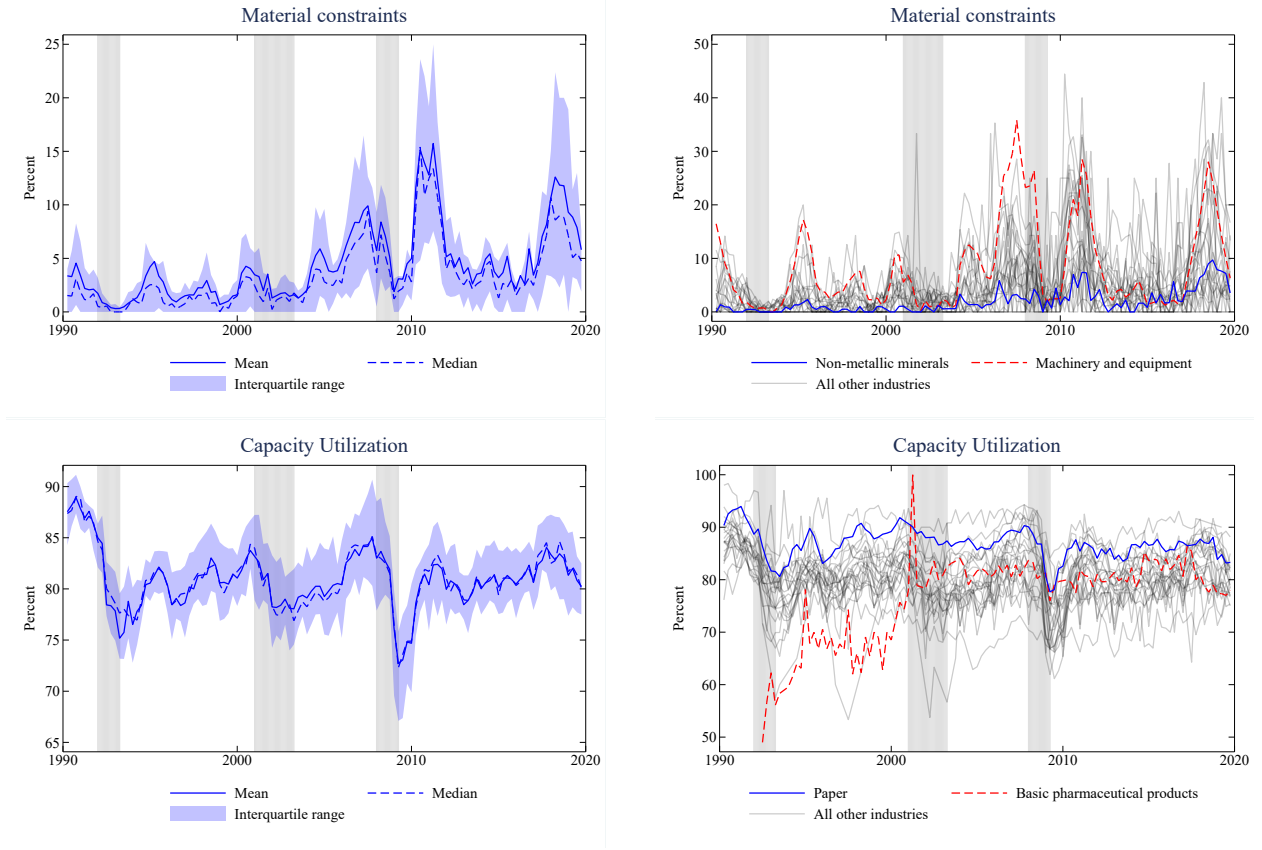 Material constraints
25
20
15
10
5
0
Percent
1990
2000
2010
2020
Mean
Median
Interquartile range
Material constraints
50
40
30
20
10
0
Percent
1990
2000
2010
2020
Non-metallic minerals
Machinery and equipment
All other industries
Capacity Utilization
90
85
80
75
70
65
Percent
1990
2000
2010
2020
Mean
Median
Interquartile range
Capacity Utilization
100
90
80
70
60
50
Percent
1990
2000
2010
2020
Paper
Basic pharmaceutical products
All other industries